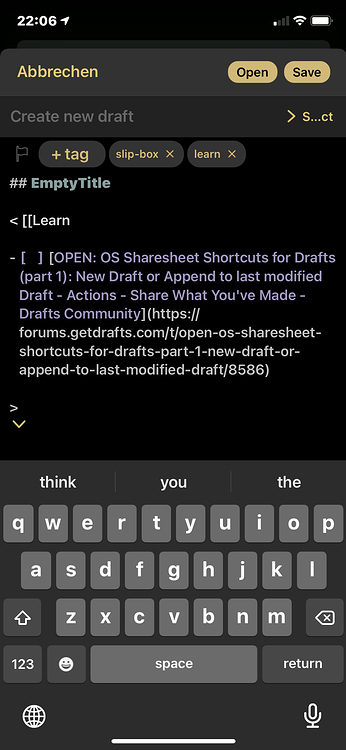 22:06
Abbrechen
Open
Save
Create new draft
S...ct
+ tag
slip-box ×
learn ×
## EmptyTitle
< [[Learn
- [ ] [OPEN: OS Sharesheet Shortcuts for Drafts
(part 1): New Draft or Append to last modified
Draft - Actions - Share What You've Made -
Drafts Community](https://
forums.getdrafts.com/t/open-os-sharesheet-
shortcuts-for-drafts-part-1-new-draft-or-
append-to-last-modified-draft/8586)
>
think you the
q w e r t y u i o p
a s d f g h j k l
z x c v b n m
123 space return